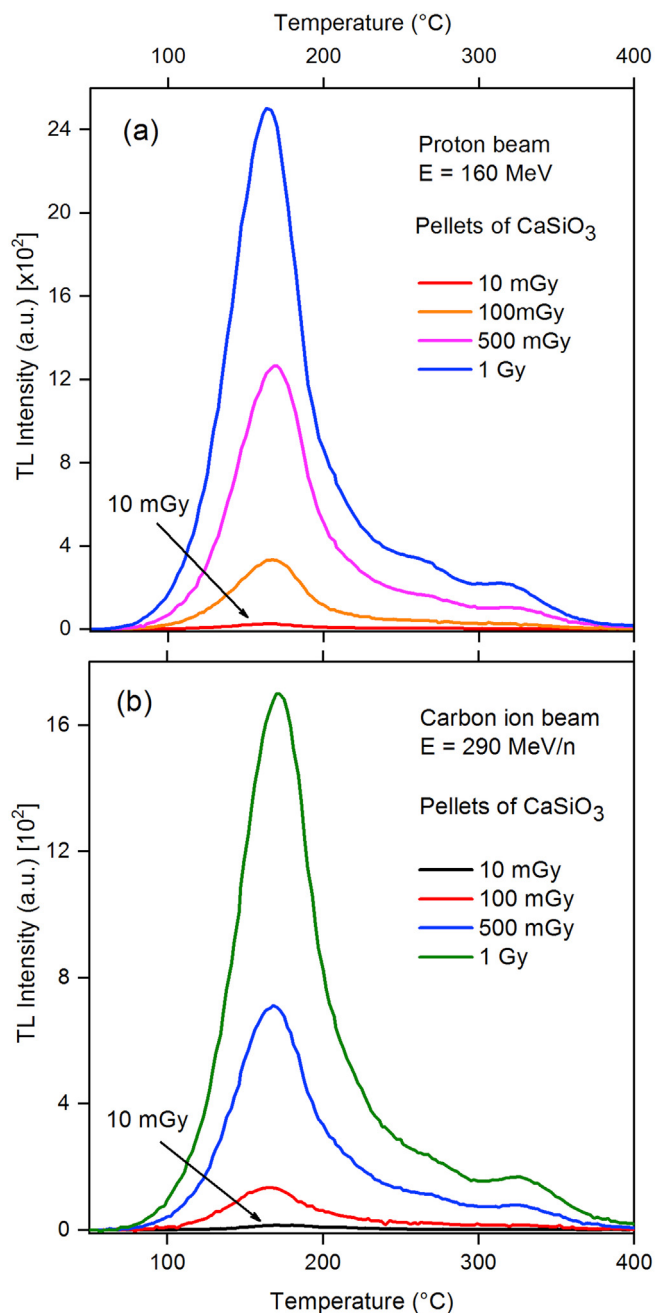 Temperature (°C)
100 200 300 400
(a)
Proton beam
E = 160 MeV
Pellets of CaSiO3
10 mGy
100mGy
500 mGy
1 Gy
10 mGy
TL Intensity (a.u.) [x10²]
24
20
16
12
8
4
0
(b)
Carbon ion beam
E = 290 MeV/n
Pellets of CaSiO3
10 mGy
100 mGy
500 mGy
1 Gy
10 mGy
TL Intensity (a.u.) [10²]
16
12
8
4
0
100 200 300 400
Temperature (°C)